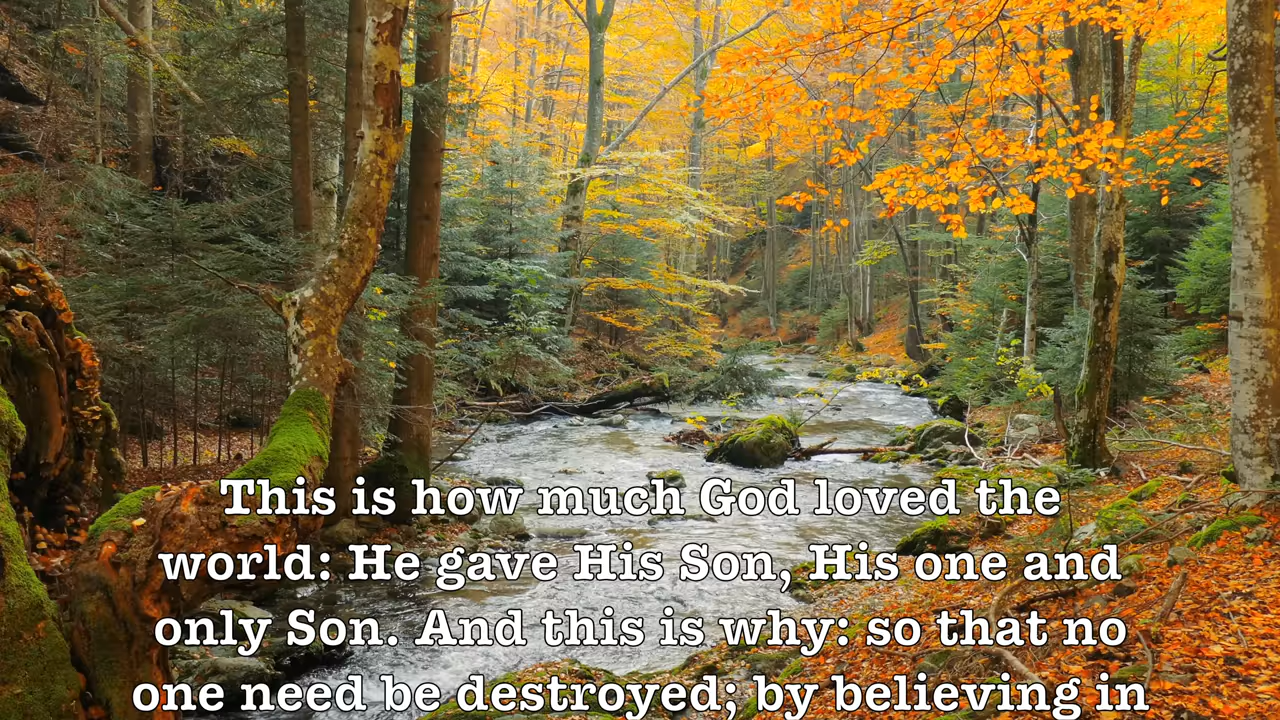 This is how much God loved the
world: He gave His Son, His one and
only Son. And this is why: so that no
one need be destroyed; by believing in